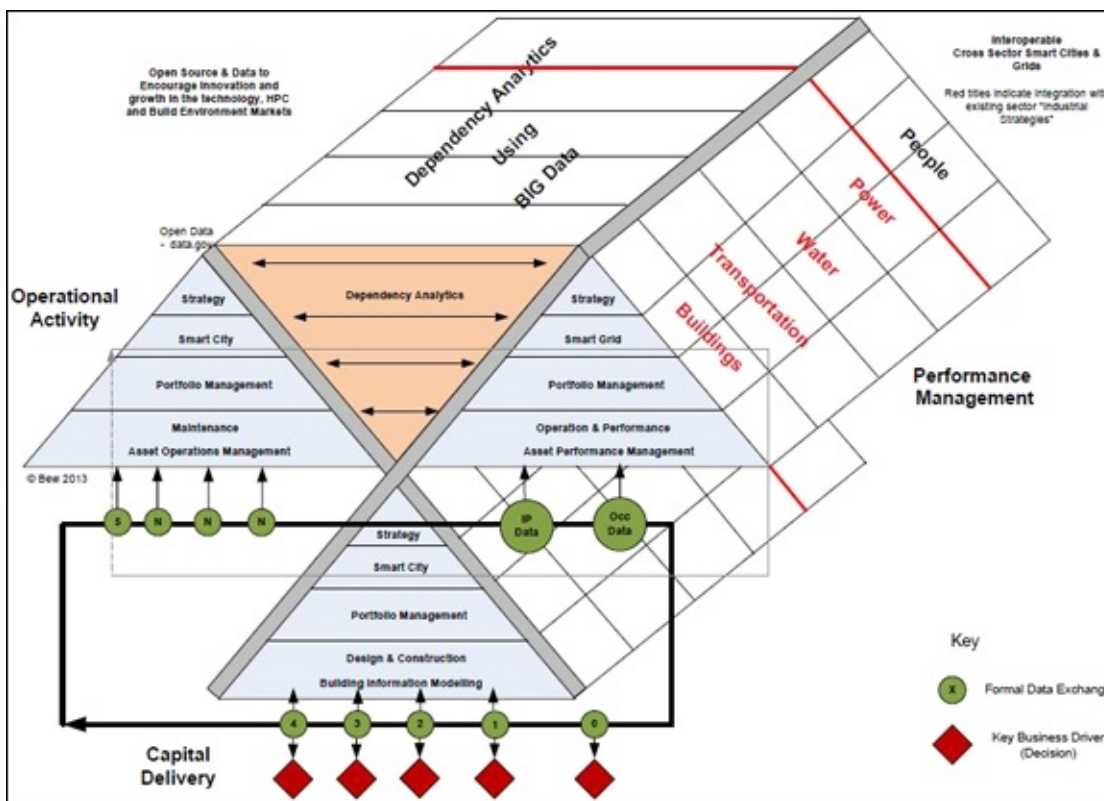 Open Source & Data to
Encourage Innovation and
growth in the technology, HPC
and Build Environment Markets
Interoperable
Cross Sector Smart Cities &
Grids
Red titles indicate integration with
existing sector "Industrial
Strategies"
Dependency Analytics
Using
BIG Data
People
Power
Water
Transportation
Buildings
Open Data
- data.gov
Operational
Activity
Strategy
Smart City
Portfolio Management
Maintenance
Asset Operations Management
Dependency Analytics
Strategy
Smart Grid
Portfolio Management
Operation & Performance
Asset Performance Management
Performance
Management
© Bew 2013
5
N
N
N
IP
Data
Occ
Data
Strategy
Smart City
Portfolio Management
Design & Construction
Building Information Modelling
4
3
2
1
0
Capital
Delivery
Key
X
Formal Data Exchang
Key Business Driver
(Decision)